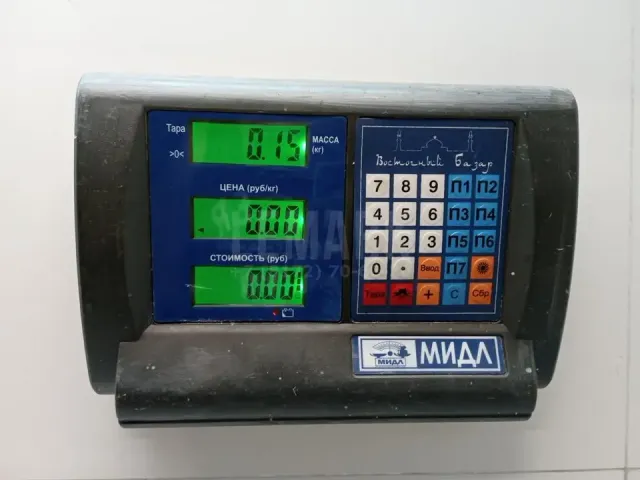 Тара
>0<
0.15
МАССА
(кг)
ЦЕНА (руб/кг)
0.00
СТОИМОСТЬ (руб)
0.00
Восточный Базар
7 8 9 П1 П2
4 5 6 П3 П4
1 2 3 П5 П6
0 . Ввод П7
Тара + С Сбр
МИДЛ
МИДЛ